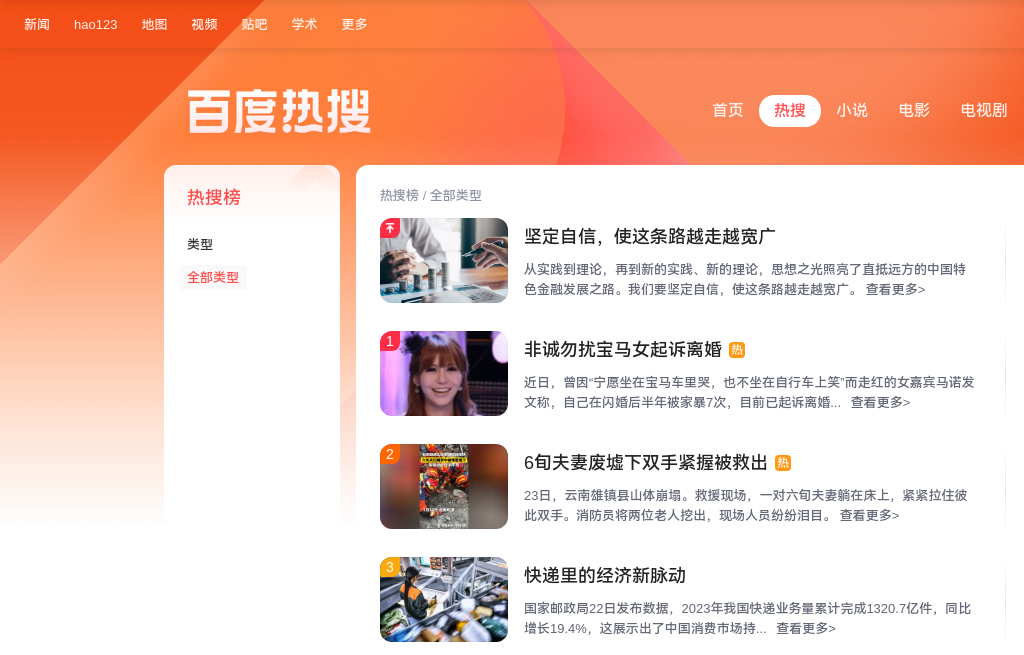 新闻 hao123 地图 视频 贴吧 学术 更多
百度热搜
首页 热搜 小说 电影 电视剧
热搜榜
类型
全部类型
热搜榜 / 全部类型
坚定自信，使这条路越走越宽广
从实践到理论，再到新的实践、新的理论，思想之光照亮了直抵远方的中国特
色金融发展之路。我们要坚定自信，使这条路越走越宽广。 查看更多>
1
非诚勿扰宝马女起诉离婚 热
近日，曾因“宁愿坐在宝马车里哭，也不坐在自行车上笑”而走红的女嘉宾马诺发
文称，自己在闪婚后半年被家暴7次，目前已起诉离婚... 查看更多>
2
6旬夫妻废墟下双手紧握被救出 热
23日，云南雄镇县山体崩塌。救援现场，一对六旬夫妻躺在床上，紧紧拉住彼
此双手。消防员将两位老人挖出，现场人员纷纷泪目。 查看更多>
3
快递里的经济新脉动
国家邮政局22日发布数据，2023年我国快递业务量累计完成1320.7亿件，同比
增长19.4%，这展示出了中国消费市场持... 查看更多>